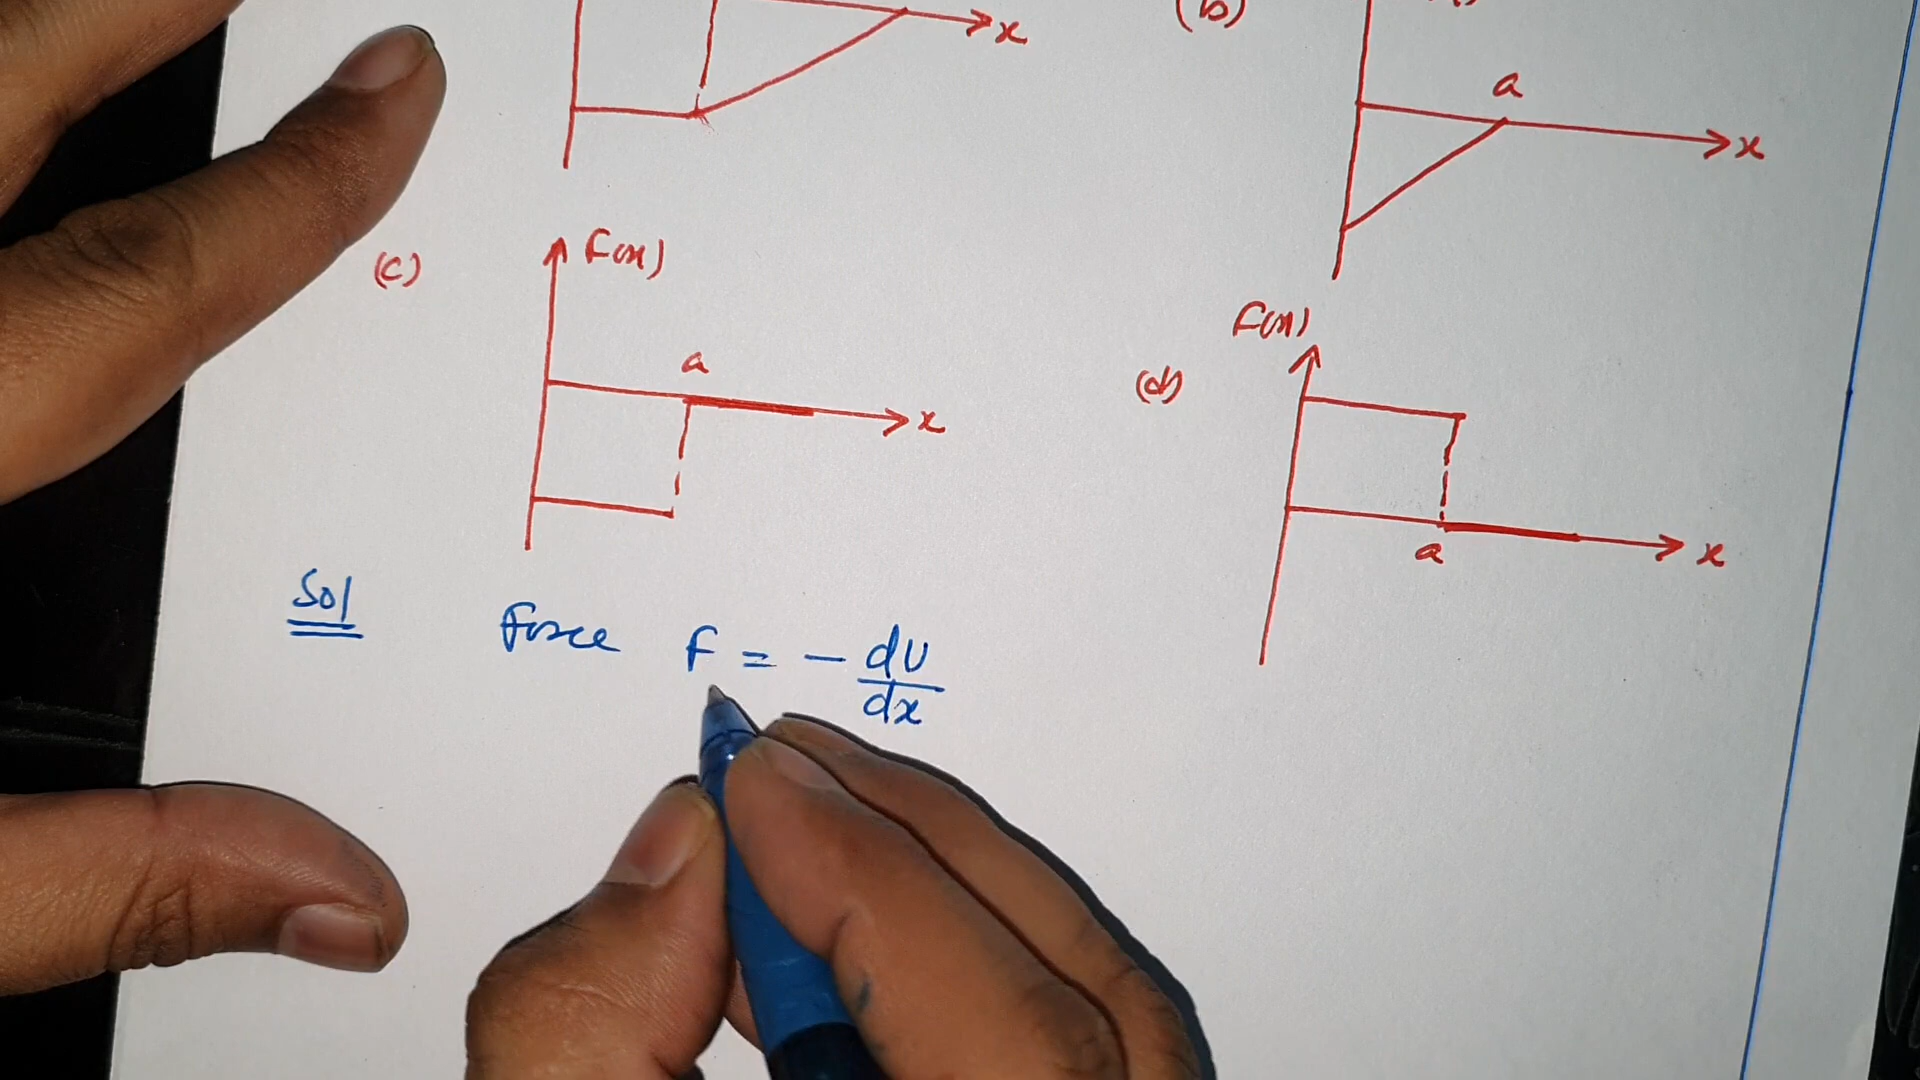 x
(b)
a
x
(c)
F(x)
a
x
(d)
F(x)
a
x
Sol
Force F = - dU/dx